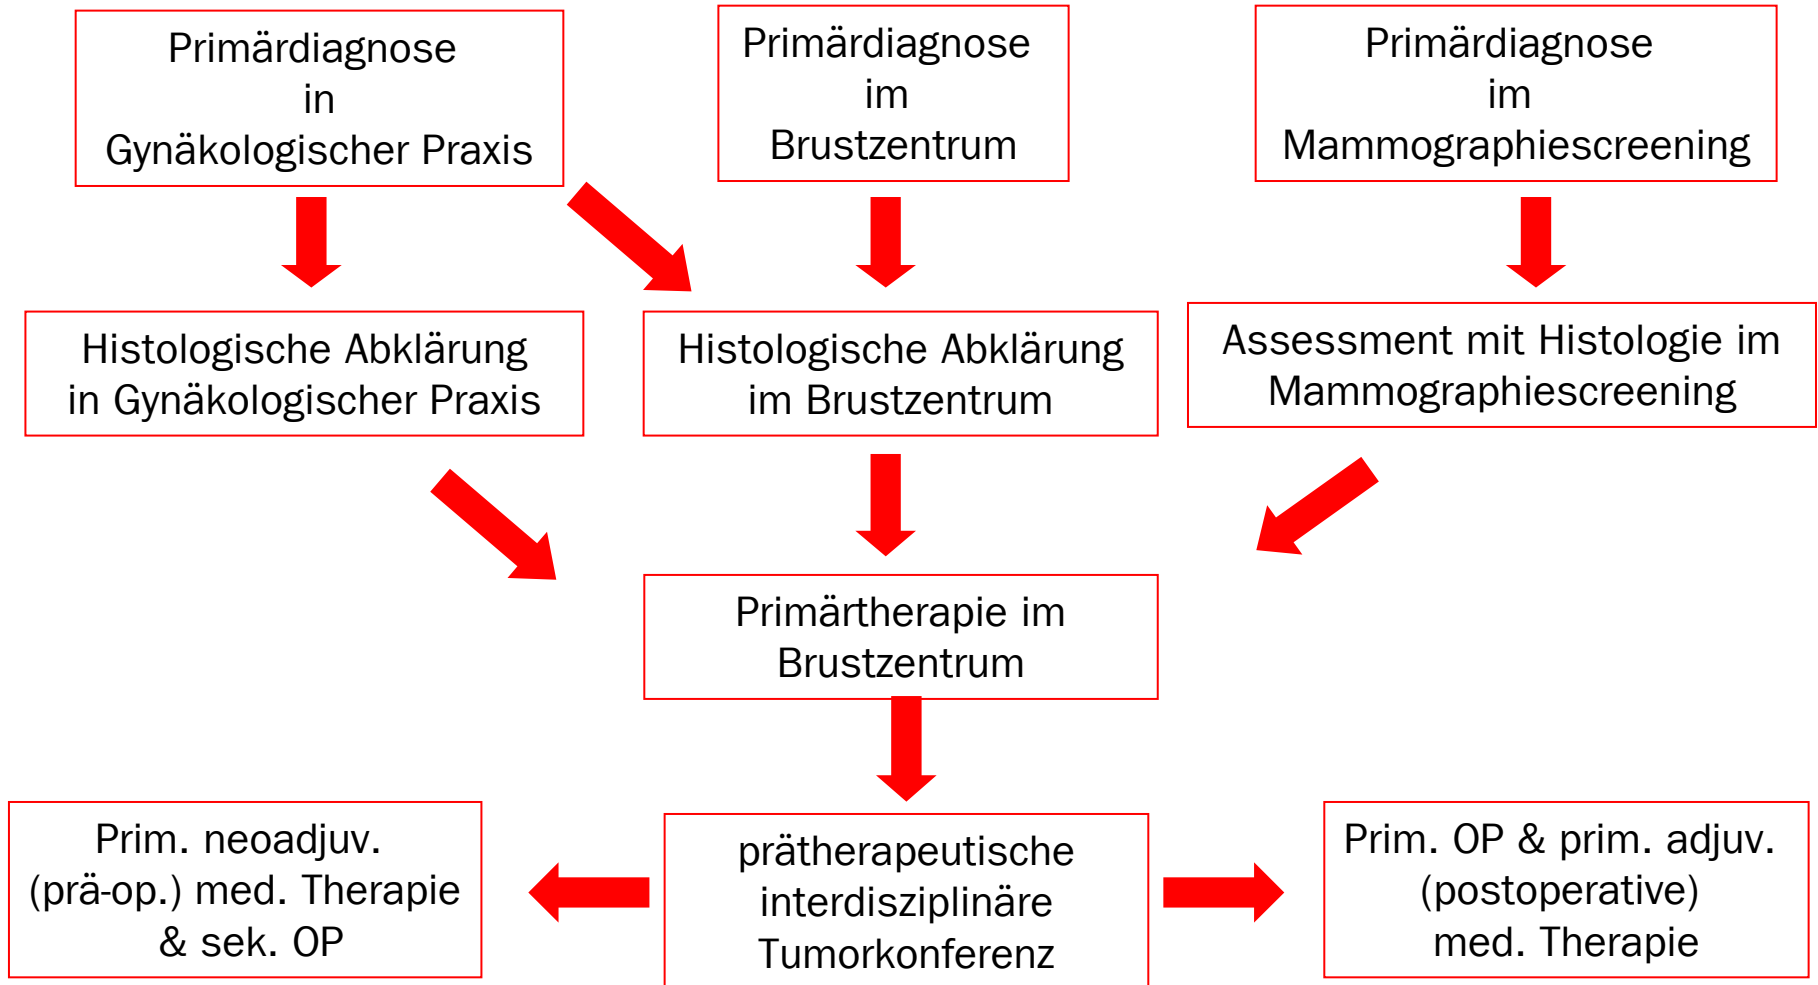 Primärdiagnose
in
Gynäkologischer Praxis
Primärdiagnose
im
Brustzentrum
Primärdiagnose
im
Mammographiescreening
Histologische Abklärung
in Gynäkologischer Praxis
Histologische Abklärung
im Brustzentrum
Assessment mit Histologie im
Mammographiescreening
Primärtherapie im
Brustzentrum
Prim. neoadjuv.
(prä-op.) med. Therapie
& sek. OP
prätherapeutische
interdisziplinäre
Tumorkonferenz
Prim. OP & prim. adjuv.
(postoperative)
med. Therapie